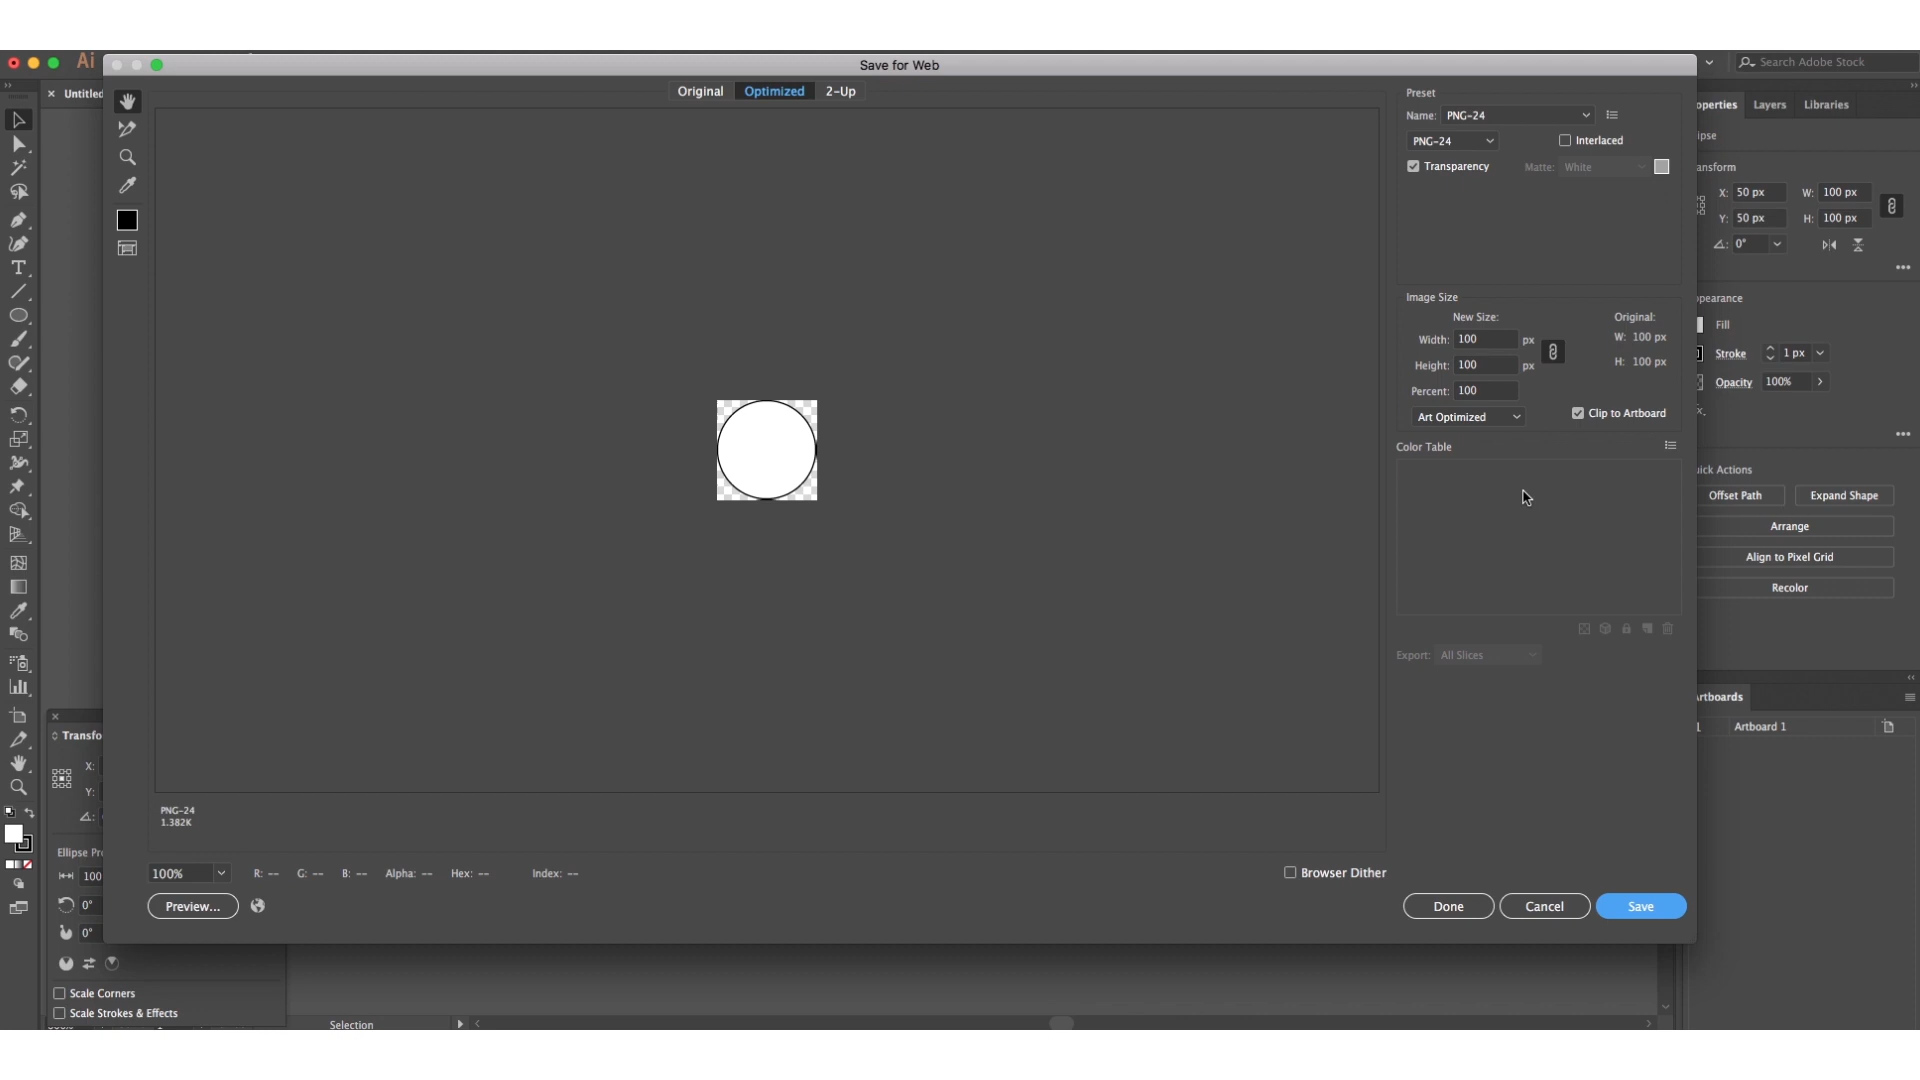 Ai
Save for Web
Search Adobe Stock
Untitled
Original
Optimized
2-Up
Preset
Name: PNG-24
PNG-24
Interlaced
Transparency
Matte: White
Image Size
New Size:
Original:
Width: 100 px
W: 100 px
Height: 100 px
H: 100 px
Percent: 100
Art Optimized
Clip to Artboard
Color Table
Export: All Slices
PNG-24
1.382K
100%
R: --
G: --
B: --
Alpha: --
Hex: --
Index: --
Browser Dither
Preview...
Done
Cancel
Save
operties
Layers
Libraries
ipse
ansform
X: 50 px
W: 100 px
Y: 50 px
H: 100 px
0°
ppearance
Fill
Stroke
1 px
Opacity
100%
uick Actions
Offset Path
Expand Shape
Arrange
Align to Pixel Grid
Recolor
rtboards
1
Artboard 1
Transfo
X:
Y:
Ellipse Pro
100
0°
0°
Scale Corners
Scale Strokes & Effects
Selection